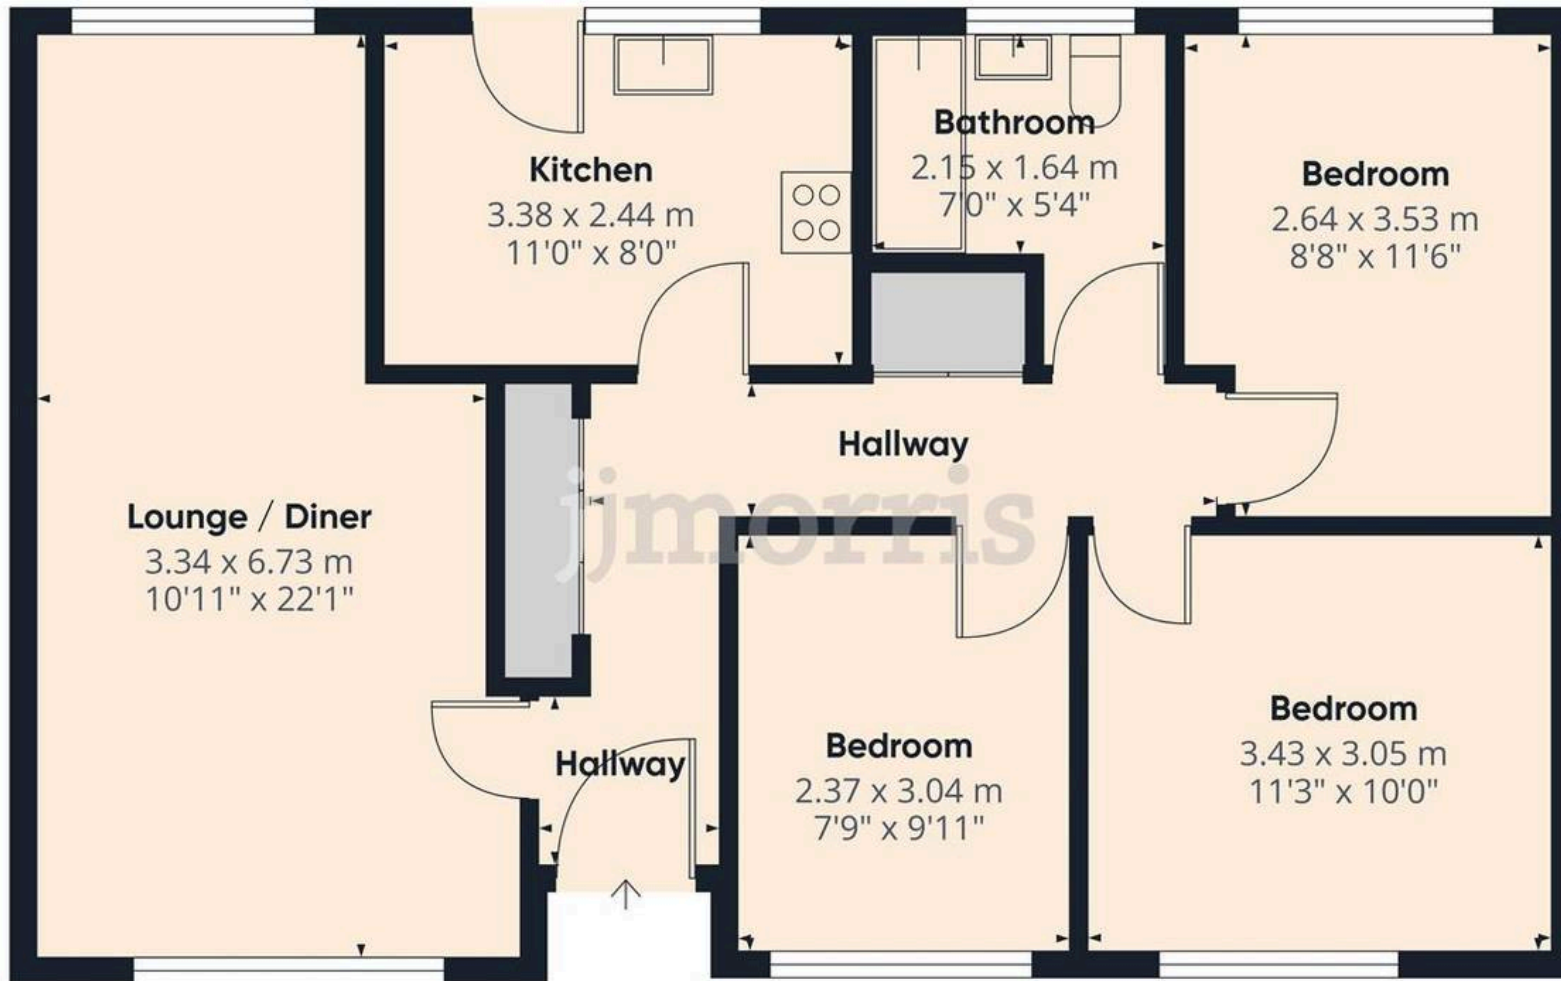 Kitchen
3.38 x 2.44 m
11'0" x 8'0"
Bathroom
2.15 x 1.64 m
7'0" x 5'4"
Bedroom
2.64 x 3.53 m
8'8" x 11'6"
Hallway
jjmorris
Lounge / Diner
3.34 x 6.73 m
10'11" x 22'1"
Hallway
Bedroom
2.37 x 3.04 m
7'9" x 9'11"
Bedroom
3.43 x 3.05 m
11'3" x 10'0"